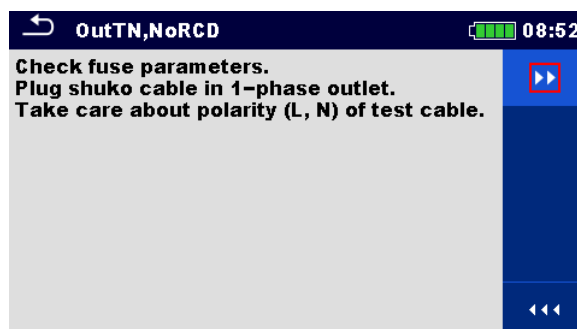 OutTN,NoRCD
08:52
Check fuse parameters.
Plug shuko cable in 1-phase outlet.
Take care about polarity (L, N) of test cable.